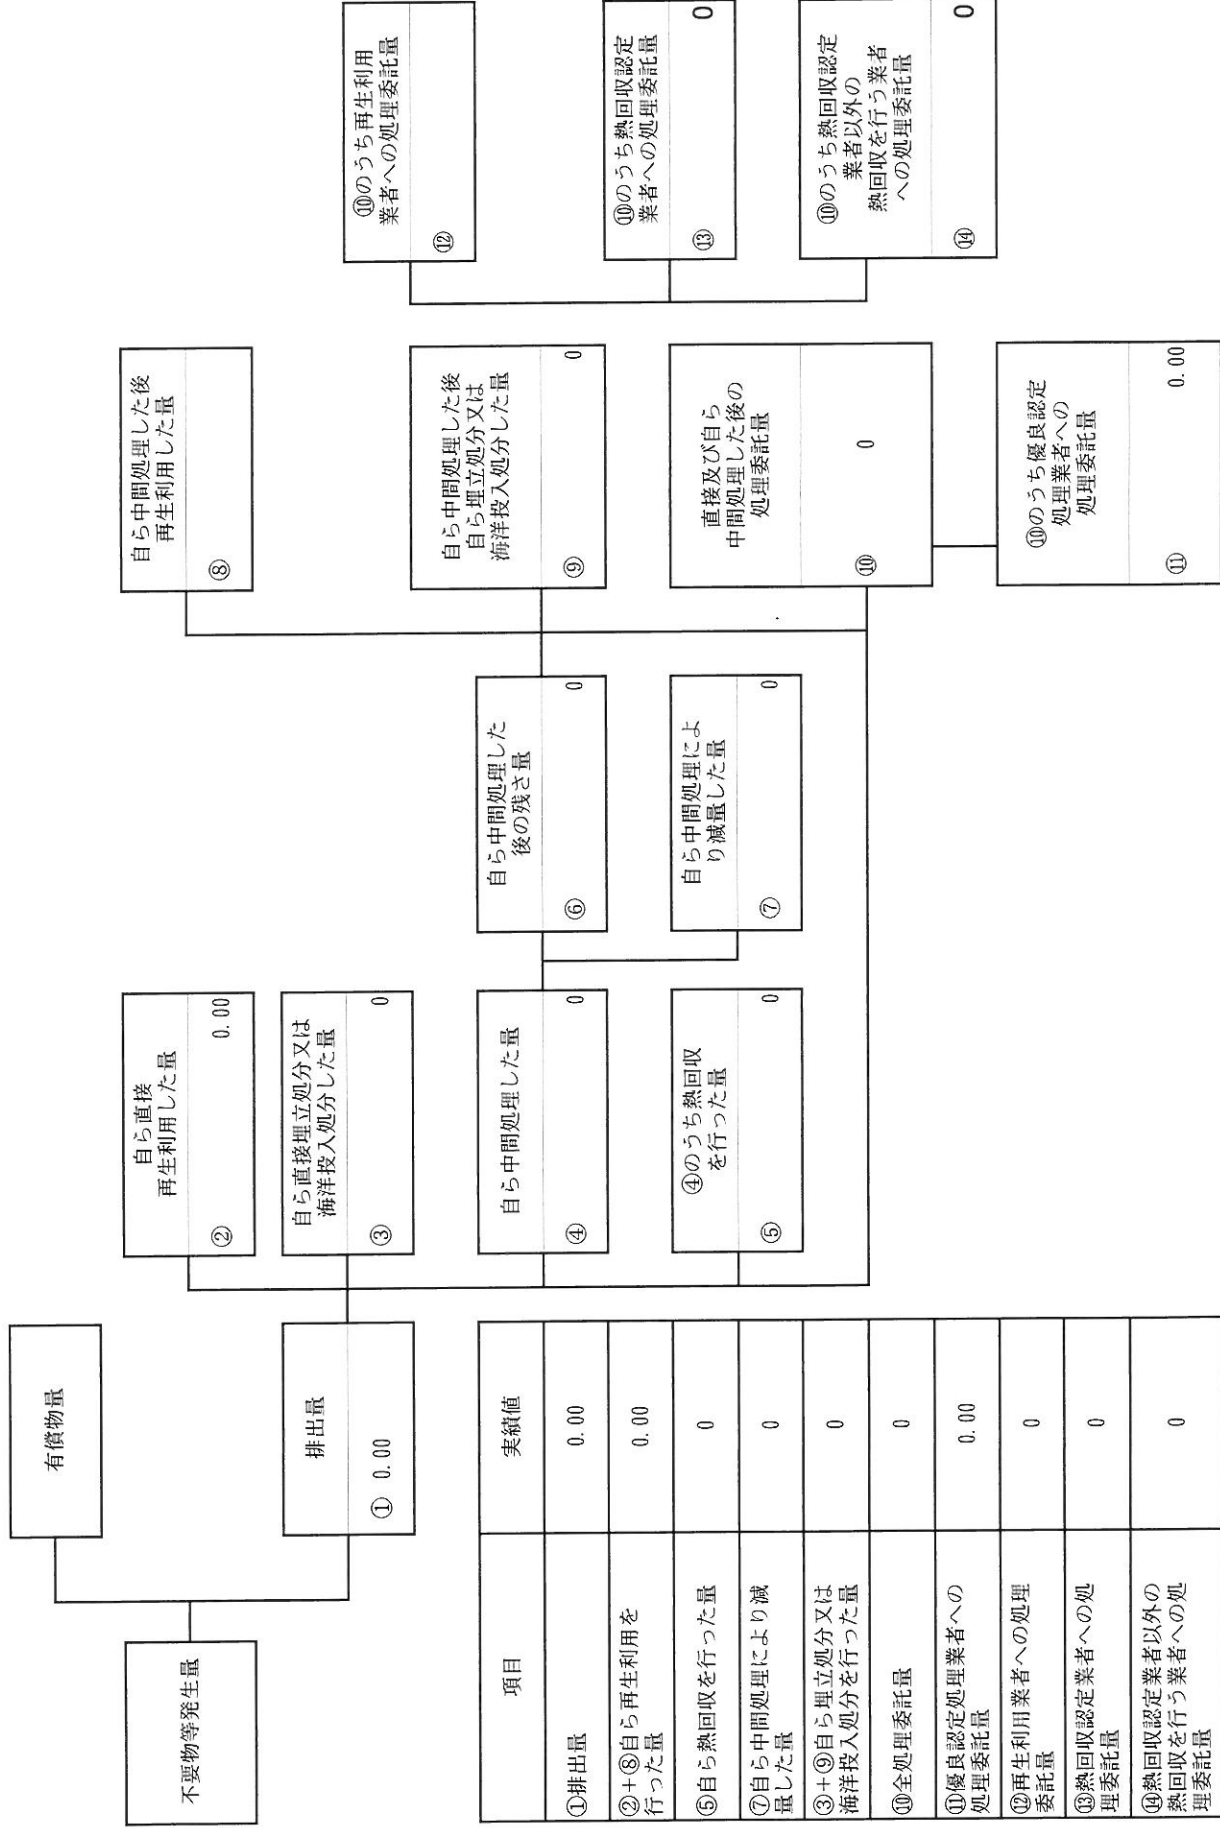 不要物等発生量
有償物量
排出量
① 0.00
自ら直接
再生利用した量
② 0.00
自ら直接埋立処分又は
海洋投入処分した量
③ 0
自ら中間処理した量
④ 0
④のうち熱回収
を行った量
⑤ 0
自ら中間処理した
後の残さ量
⑥ 0
自ら中間処理によ
り減量した量
⑦ 0
自ら中間処理した後
再生利用した量
⑧
自ら中間処理した後
自ら埋立処分又は
海洋投入処分した量
⑨ 0
直接及び自ら
中間処理した後の
処理委託量
⑩ 0
⑩のうち優良認定
処理業者への
処理委託量
⑪ 0.00
⑩のうち再生利用
業者への処理委託量
⑫
⑩のうち熱回収認定
業者への処理委託量
⑬ 0
⑩のうち熱回収認定
業者以外の
熱回収を行う業者
への処理委託量
⑭ 0
項目 実績値
①排出量 0.00
②+⑧自ら再生利用を
行った量 0.00
⑤自ら熱回収を行った量 0
⑦自ら中間処理により減
量した量 0
③+⑨自ら埋立処分又は
海洋投入処分を行った量 0
⑩全処理委託量 0
⑪優良認定処理業者への
処理委託量 0.00
⑫再生利用業者への処理
委託量 0
⑬熱回収認定業者への処
理委託量 0
⑭熱回収認定業者以外の
熱回収を行う業者への処
理委託量 0